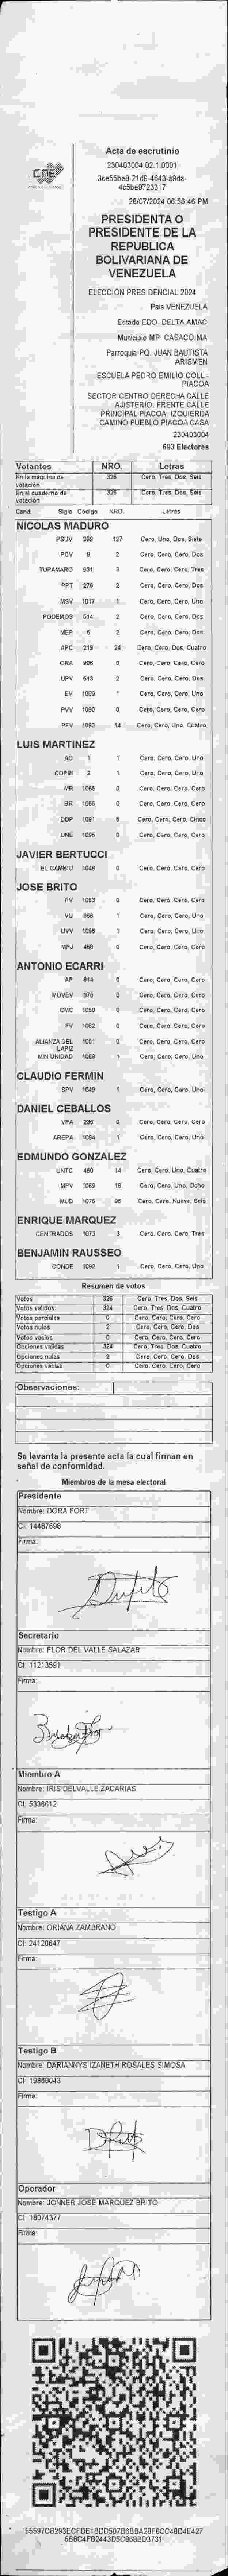 CNE
Acta de escrutinio
230403004.02.1.0001
28/07/2024 06:56:46 PM
PRESIDENTA O
PRESIDENTE DE LA
REPUBLICA
BOLIVARIANA DE
VENEZUELA
ELECCIÓN PRESIDENCIAL 2024
Pais VENEZUELA
Estado EDO. DELTA AMAC
Municipio MP. CASACOIMA
Parroquia PQ. JUAN BAUTISTA
ARISMEN
ESCUELA PEDRO EMILIO COLL -
PIACOA
SECTOR CENTRO DERECHA CALLE
AJISTERIO. FRENTE CALLE
PRINCIPAL PIACOA. IZQUIERDA
CAMINO PUEBLO PIACOA CASA
230403004
693 Electores
Votantes NRO. Letras
En la máquina de votación 326 Cero, Tres, Dos, Seis
En el cuaderno de votación 326 Cero, Tres, Dos, Seis
Cand Sigla Código NRO. Letras
NICOLAS MADURO
PSUV 127 Cero, Uno, Dos, Siete
PCV 9 2 Cero, Cero, Cero, Dos
TUPAMARO 931 3 Cero, Cero, Cero, Tres
PPT 276 2 Cero, Cero, Cero, Dos
MSV 1017 1 Cero, Cero, Cero, Uno
PODEMOS 614 2 Cero, Cero, Cero, Dos
MEP 6 2 Cero, Cero, Cero, Dos
APC 219 24 Cero, Cero, Dos, Cuatro
ORA 906 0 Cero, Cero, Cero, Cero
UPV 513 2 Cero, Cero, Cero, Dos
EV 1009 1 Cero, Cero, Cero, Uno
PVV 1090 0 Cero, Cero, Cero, Cero
PFV 1093 14 Cero, Cero, Uno, Cuatro
LUIS MARTINEZ
AD 1 1 Cero, Cero, Cero, Uno
COPEI 2 1 Cero, Cero, Cero, Uno
MR 1068 0 Cero, Cero, Cero, Cero
BR 1066 0 Cero, Cero, Cero, Cero
DDP 1091 5 Cero, Cero, Cero, Cinco
UNE 1096 0 Cero, Cero, Cero, Cero
JAVIER BERTUCCI
EL CAMBIO 1048 0 Cero, Cero, Cero, Cero
JOSE BRITO
PV 1083 0 Cero, Cero, Cero, Cero
VU 868 1 Cero, Cero, Cero, Uno
UVV 1098 1 Cero, Cero, Cero, Uno
MPJ 468 0 Cero, Cero, Cero, Cero
ANTONIO ECARRI
AP 814 0 Cero, Cero, Cero, Cero
MOVEV 978 0 Cero, Cero, Cero, Cero
CMC 1050 0 Cero, Cero, Cero, Cero
FV 1062 0 Cero, Cero, Cero, Cero
ALIANZA DEL LAPIZ 1051 0 Cero, Cero, Cero, Cero
MIN UNIDAD 1068 1 Cero, Cero, Cero, Uno
CLAUDIO FERMIN
SPV 1049 1 Cero, Cero, Cero, Uno
DANIEL CEBALLOS
VPA 236 0 Cero, Cero, Cero, Cero
AREPA 1094 1 Cero, Cero, Cero, Uno
EDMUNDO GONZALEZ
UNTC 460 14 Cero, Cero, Uno, Cuatro
MPV 1069 18 Cero, Cero, Uno, Ocho
MUD 1076 96 Cero, Cero, Nueve, Seis
ENRIQUE MARQUEZ
CENTRADOS 1073 3 Cero, Cero, Cero, Tres
BENJAMIN RAUSSEO
CONDE 1092 1 Cero, Cero, Cero, Uno
Resumen de votos
Votos 326 Cero, Tres, Dos, Seis
Votos validos 324 Cero, Tres, Dos, Cuatro
Votos parciales 0 Cero, Cero, Cero, Cero
Votos nulos 2 Cero, Cero, Cero, Dos
Votos vacios 0 Cero, Cero, Cero, Cero
Opciones validas 324 Cero, Tres, Dos, Cuatro
Opciones nulas 2 Cero, Cero, Cero, Dos
Opciones vacias 0 Cero, Cero, Cero, Cero
Observaciones:
Se levanta la presente acta la cual firman en
señal de conformidad.
Miembros de la mesa electoral
Presidente
Nombre: DORA FORT
CI: 14487698
Firma:
Secretario
Nombre: FLOR DEL VALLE SALAZAR
CI: 11213591
Firma:
Miembro A
Nombre: IRIS DELVALLE ZACARIAS
CI: 5336612
Firma:
Testigo A
Nombre: ORIANA ZAMBRANO
CI: 24120647
Firma:
Testigo B
Nombre: DARIANNYS IZANETH ROSALES SIMOSA
CI: 19869043
Firma:
Operador
Nombre: JONNER JOSE MARQUEZ BRITO
CI: 18074377
Firma: